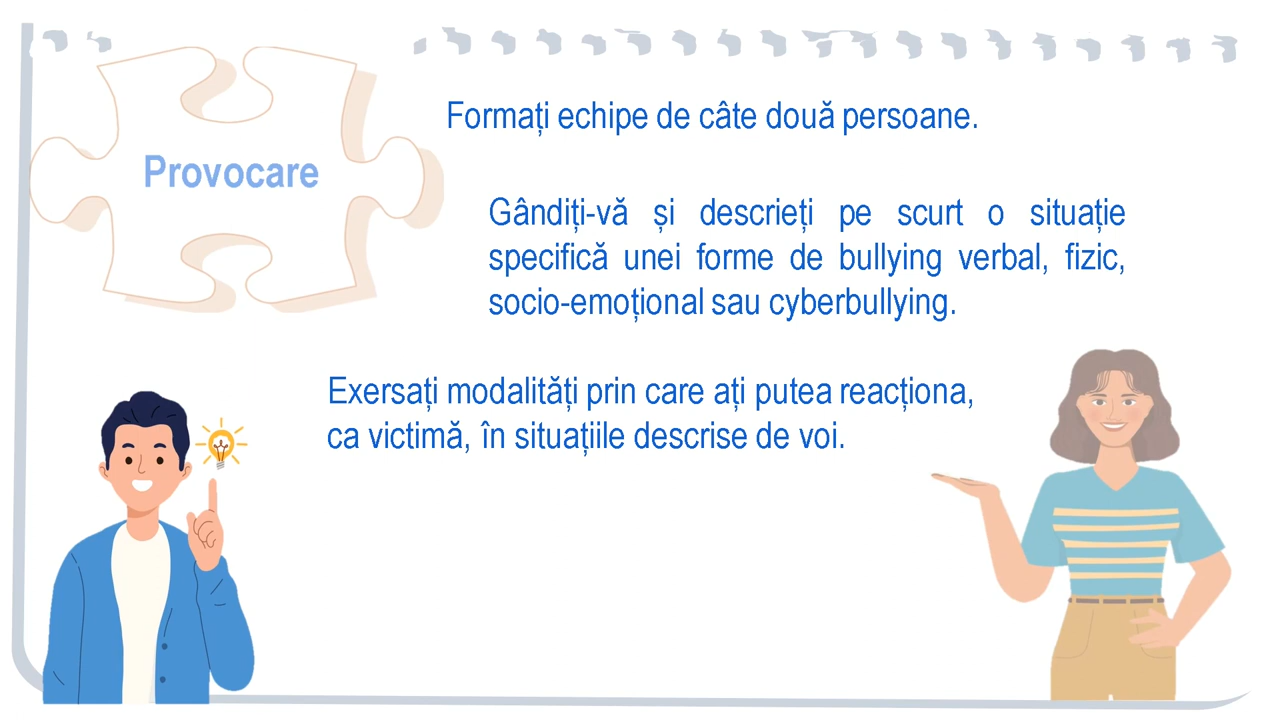 Provocare
Formați echipe de câte două persoane.
Gândiți-vă și descrieți pe scurt o situație
specifică unei forme de bullying verbal, fizic,
socio-emoțional sau cyberbullying.
Exersați modalități prin care ați putea reacționa,
ca victimă, în situațiile descrise de voi.